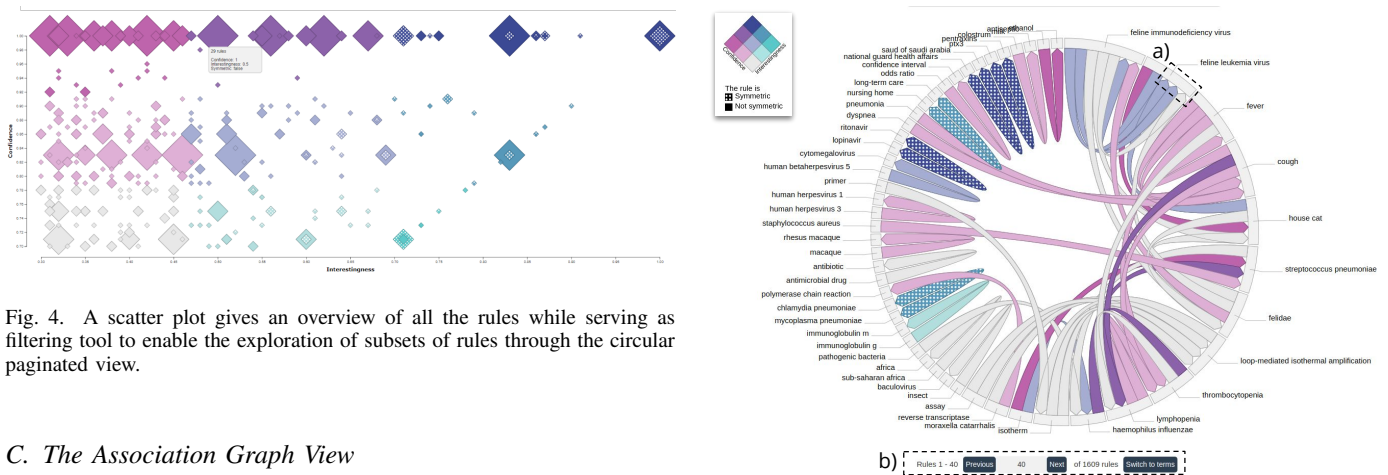 29 rules
Confidence: 1
Interestingness: 0.5
Symmetric: false
Confidence
Interestingness
Fig. 4. A scatter plot gives an overview of all the rules while serving as
filtering tool to enable the exploration of subsets of rules through the circular
paginated view.
C. The Association Graph View
Confidence
Interestingness
The rule is
Symmetric
Not symmetric
ethanol
colostrum
pentraxins
ptx3
saud of saudi arabia
national guard health affairs
confidence interval
odds ratio
long-term care
nursing home
pneumonia
dyspnea
ritonavir
lopinavir
cytomegalovirus
human betaherpesvirus 5
primer
human herpesvirus 1
human herpesvirus 3
staphylococcus aureus
rhesus macaque
macaque
antibiotic
antimicrobial drug
polymerase chain reaction
chlamydia pneumoniae
mycoplasma pneumoniae
immunoglobulin m
immunoglobulin g
pathogenic bacteria
africa
sub-saharan africa
baculovirus
insect
assay
reverse transcriptase
moraxella catarrhalis
isotherm
feline immunodeficiency virus
a)
feline leukemia virus
fever
cough
house cat
streptococcus pneumoniae
felidae
loop-mediated isothermal amplification
thrombocytopenia
lymphopenia
haemophilus influenzae
b)
Rules 1 - 40 Previous 40 Next of 1609 rules Switch to terms